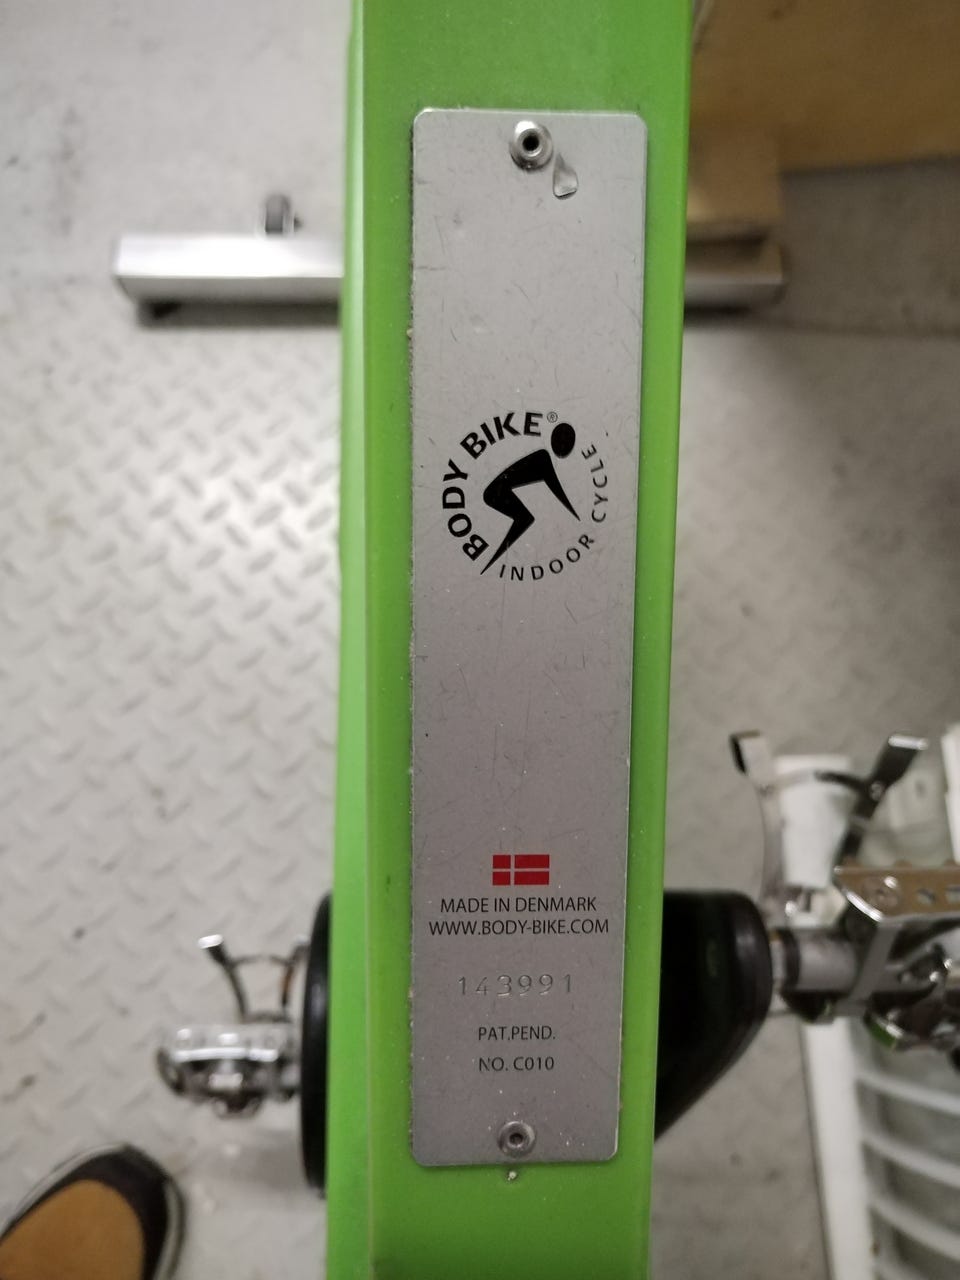 BODY BIKE®
INDOOR CYCLE
MADE IN DENMARK
WWW.BODY-BIKE.COM
143991
PAT.PEND.
NO. C010